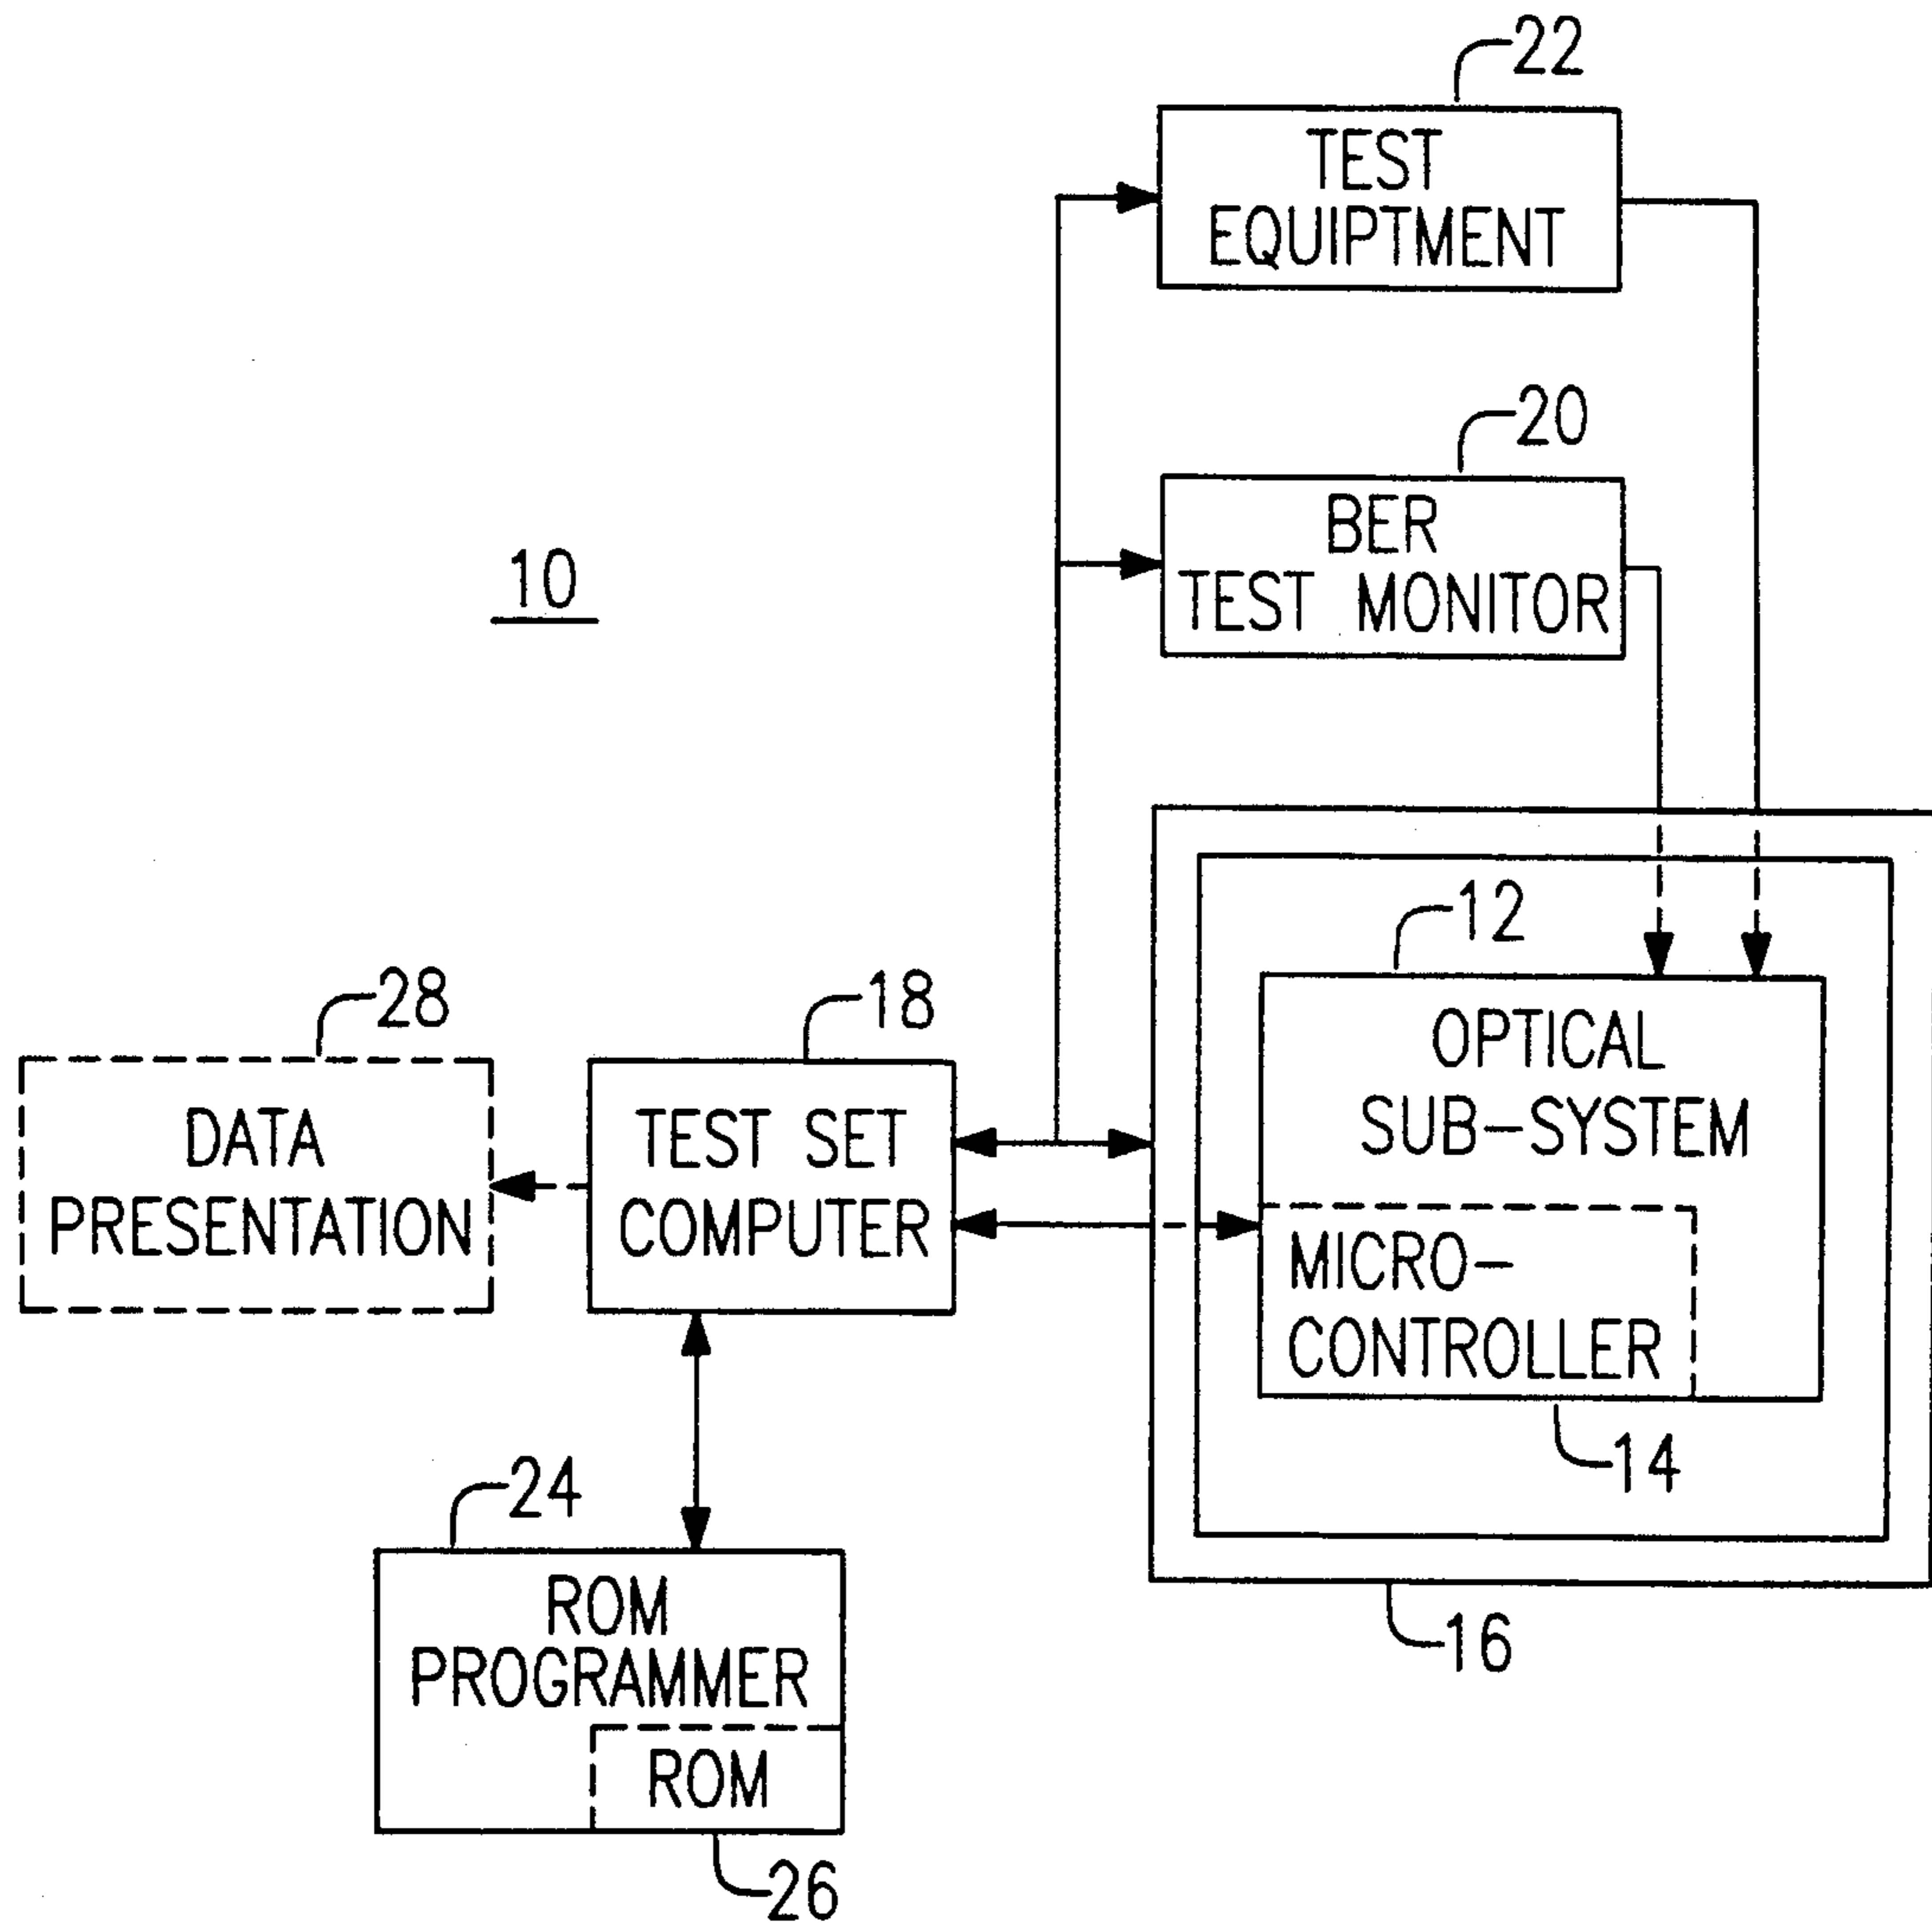 22
TEST
EQUIPTMENT
20
BER
TEST MONITOR
10
12
OPTICAL
SUB-SYSTEM
MICRO-
CONTROLLER
14
16
28
DATA
PRESENTATION
18
TEST SET
COMPUTER
24
ROM
PROGRAMMER
ROM
26